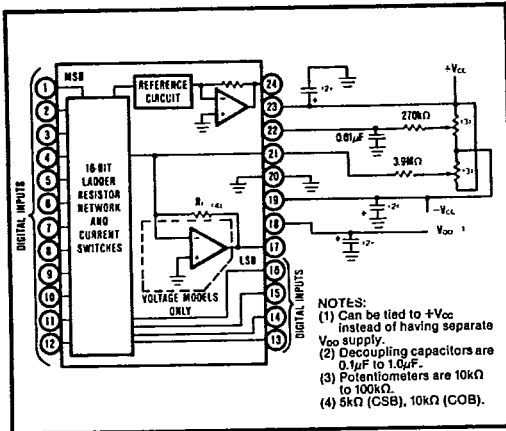 MSB
REFERENCE
CIRCUIT
16-BIT
LADDER
RESISTOR
NETWORK
AND
CURRENT
SWITCHES
DIGITAL INPUTS
1
2
3
4
5
6
7
8
9
10
11
12
VOLTAGE MODELS
ONLY
LSB
24
23
22
21
20
19
18
17
16
15
14
13
DIGITAL INPUTS
+VCC
270kΩ
0.01µF
3.9MΩ
-VCC
VDD
NOTES:
(1) Can be tied to +Vcc
instead of having separate
VDD supply.
(2) Decoupling capacitors are
0.1µF to 1.0µF.
(3) Potentiometers are 10kΩ
to 100kΩ.
(4) 5kΩ (CSB), 10kΩ (COB).